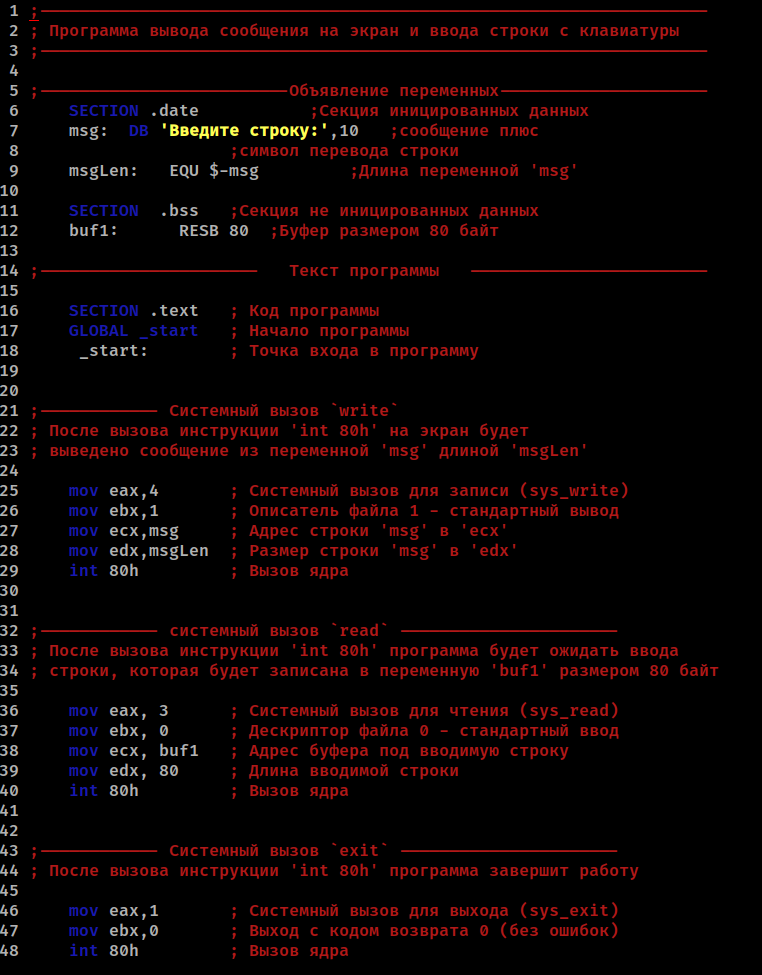 1 ;------------------------------------------------------------------
2 ; Программа вывода сообщения на экран и ввода строки с клавиатуры
3 ;------------------------------------------------------------------
4
5 ;------------------------Объявление переменных--------------------
6 SECTION .date ;Секция инициированных данных
7 msg: DB 'Введите строку:',10 ;сообщение плюс
8 ;символ перевода строки
9 msgLen: EQU $-msg ;Длина переменной 'msg'
10
11 SECTION .bss ;Секция не инициированных данных
12 buf1: RESB 80 ;Буфер размером 80 байт
13
14 ;--------------------- Текст программы -----------------------
15
16 SECTION .text ; Код программы
17 GLOBAL _start ; Начало программы
18 _start: ; Точка входа в программу
19
20
21 ;------------ Системный вызов `write`
22 ; После вызова инструкции 'int 80h' на экран будет
23 ; выведено сообщение из переменной 'msg' длиной 'msgLen'
24
25 mov eax,4 ; Системный вызов для записи (sys_write)
26 mov ebx,1 ; Описатель файла 1 - стандартный вывод
27 mov ecx,msg ; Адрес строки 'msg' в 'ecx'
28 mov edx,msgLen ; Размер строки 'msg' в 'edx'
29 int 80h ; Вызов ядра
30
31
32 ;------------ системный вызов `read` ----------------------
33 ; После вызова инструкции 'int 80h' программа будет ожидать ввода
34 ; строки, которая будет записана в переменную 'buf1' размером 80 байт
35
36 mov eax, 3 ; Системный вызов для чтения (sys_read)
37 mov ebx, 0 ; Дескриптор файла 0 - стандартный ввод
38 mov ecx, buf1 ; Адрес буфера под вводимую строку
39 mov edx, 80 ; Длина вводимой строки
40 int 80h ; Вызов ядра
41
42
43 ;------------ Системный вызов `exit` ----------------------
44 ; После вызова инструкции 'int 80h' программа завершит работу
45
46 mov eax,1 ; Системный вызов для выхода (sys_exit)
47 mov ebx,0 ; Выход с кодом возврата 0 (без ошибок)
48 int 80h ; Вызов ядра